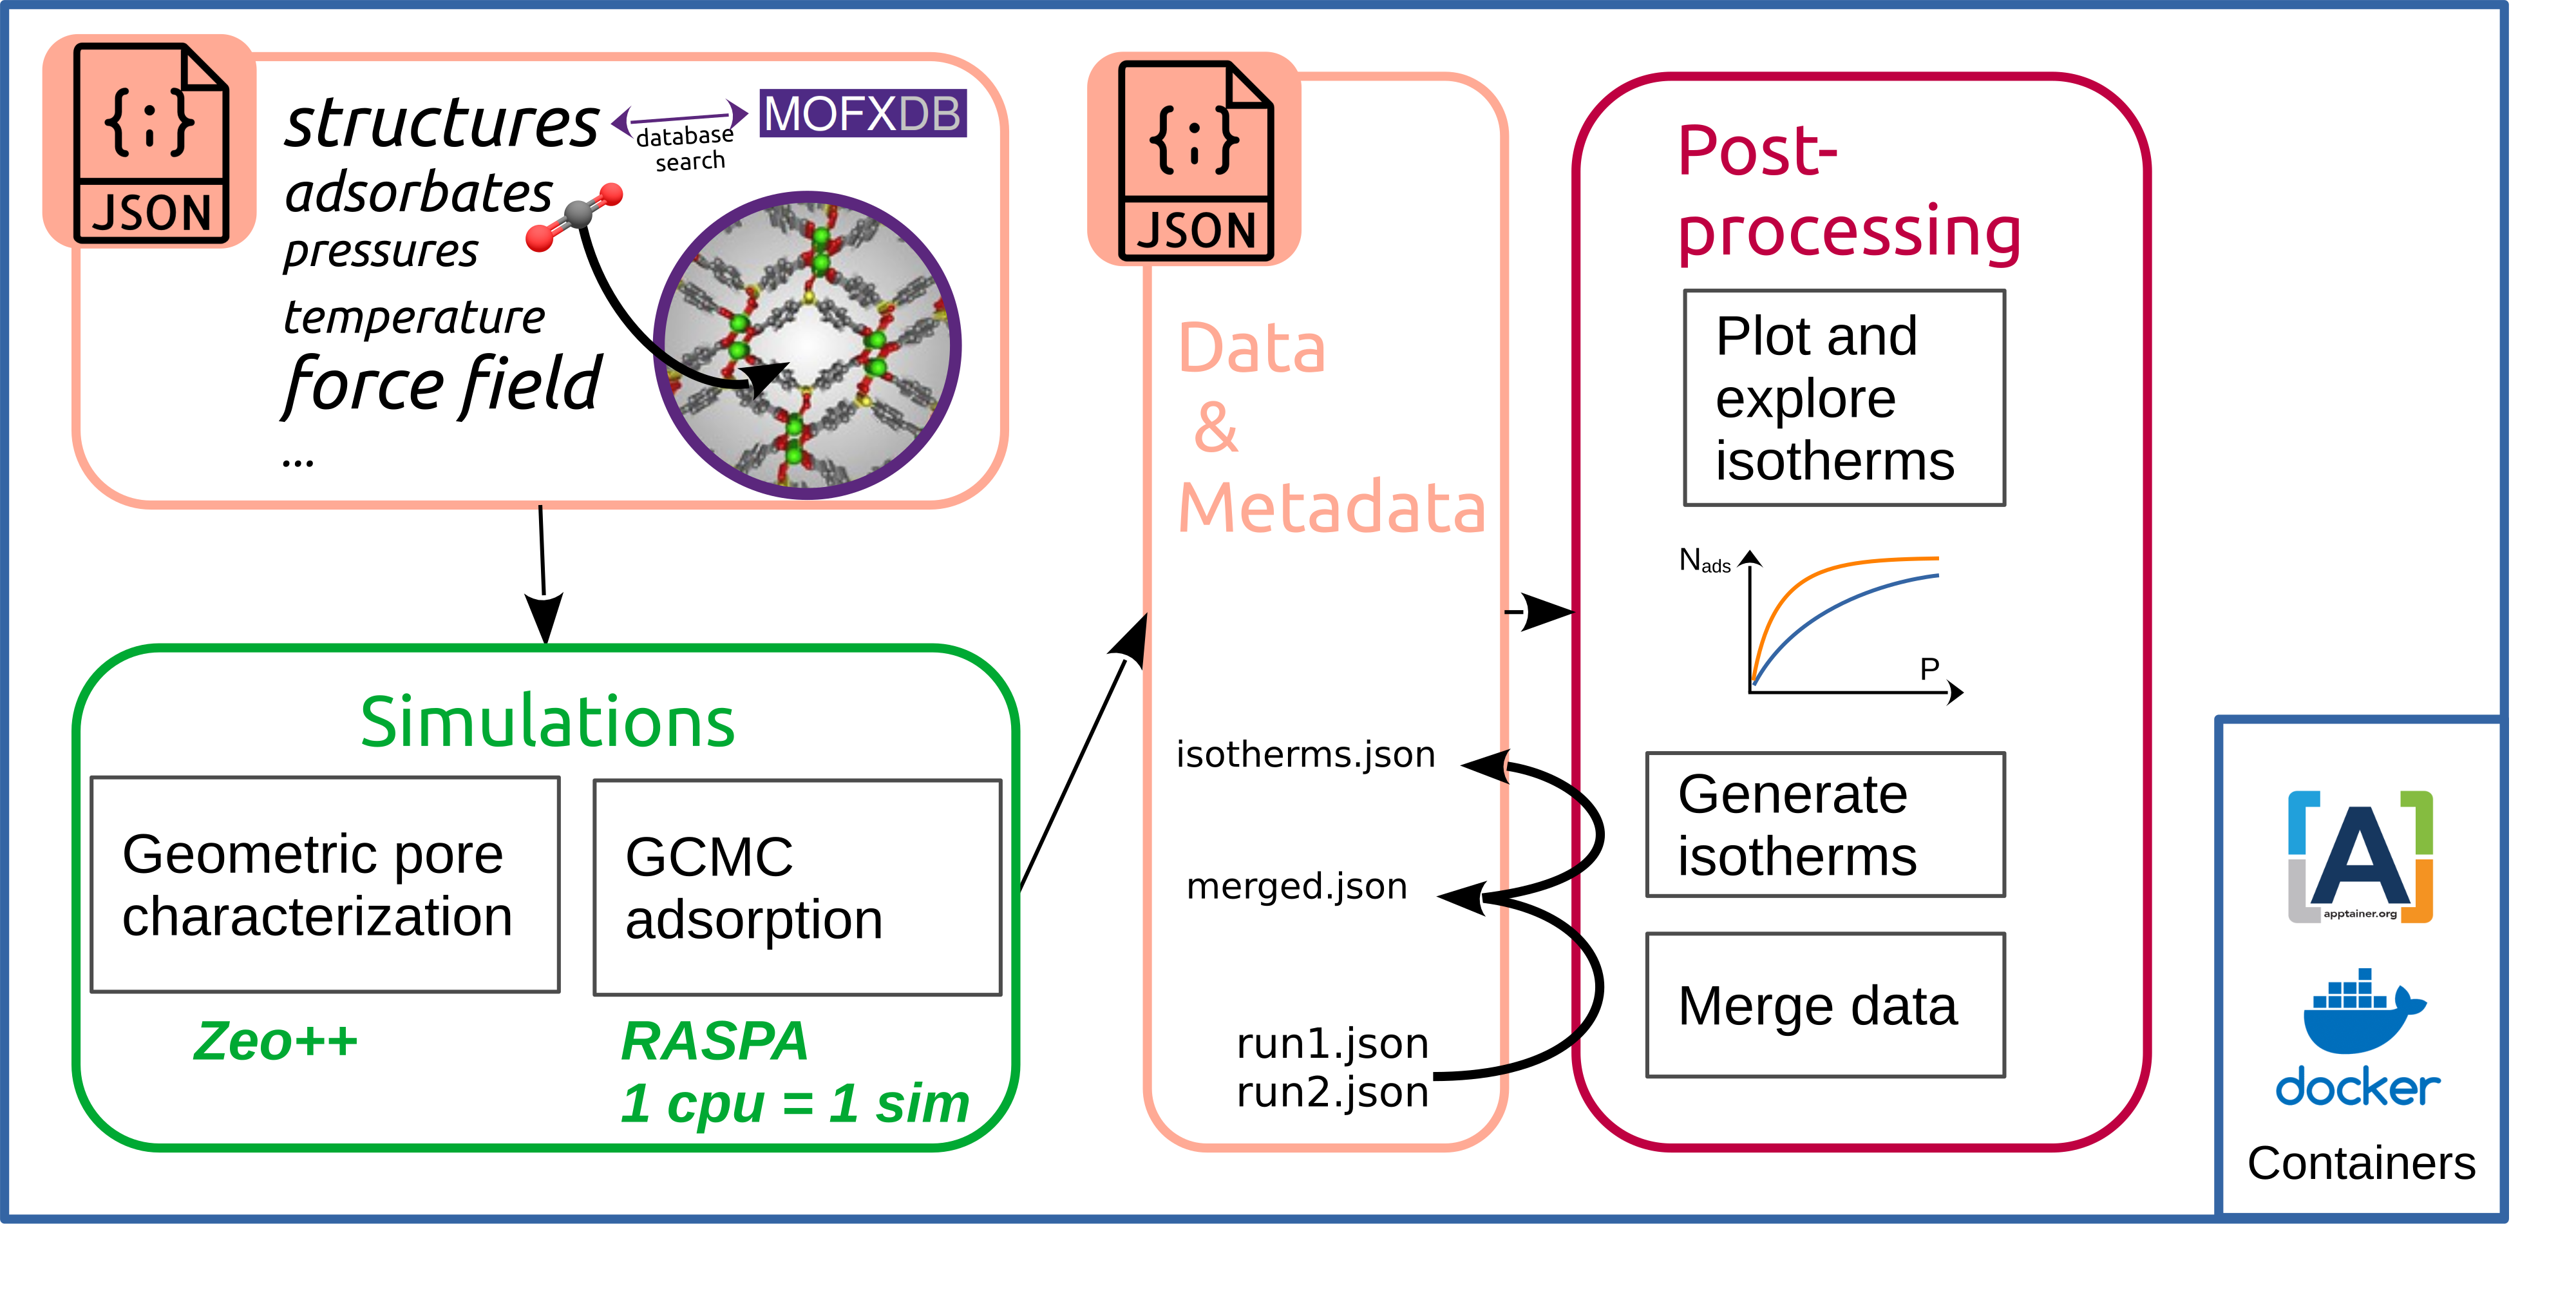 {;}
JSON
structures
database
search
MOFXDB
adsorbates
pressures
temperature
force field
...
Simulations
Geometric pore
characterization
Zeo++
GCMC
adsorption
RASPA
1 cpu = 1 sim
{;}
JSON
Data
&
Metadata
isotherms.json
merged.json
run1.json
run2.json
Post-
processing
Plot and
explore
isotherms
Nads
P
Generate
isotherms
Merge data
A
apptainer.org
docker
Containers